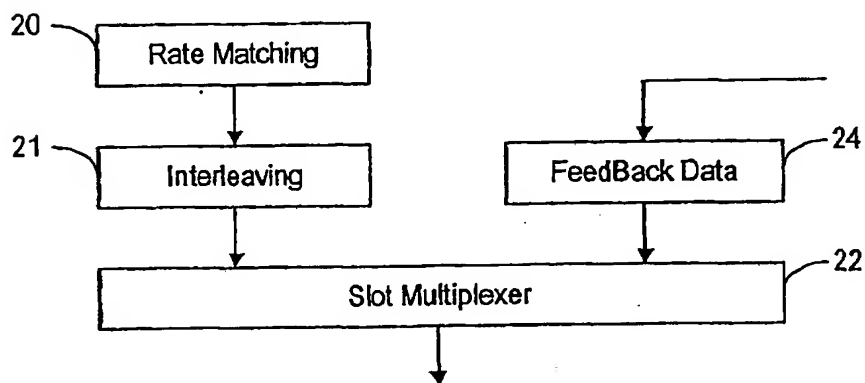 20
Rate Matching
21
Interleaving
FeedBack Data
24
Slot Multiplexer
22